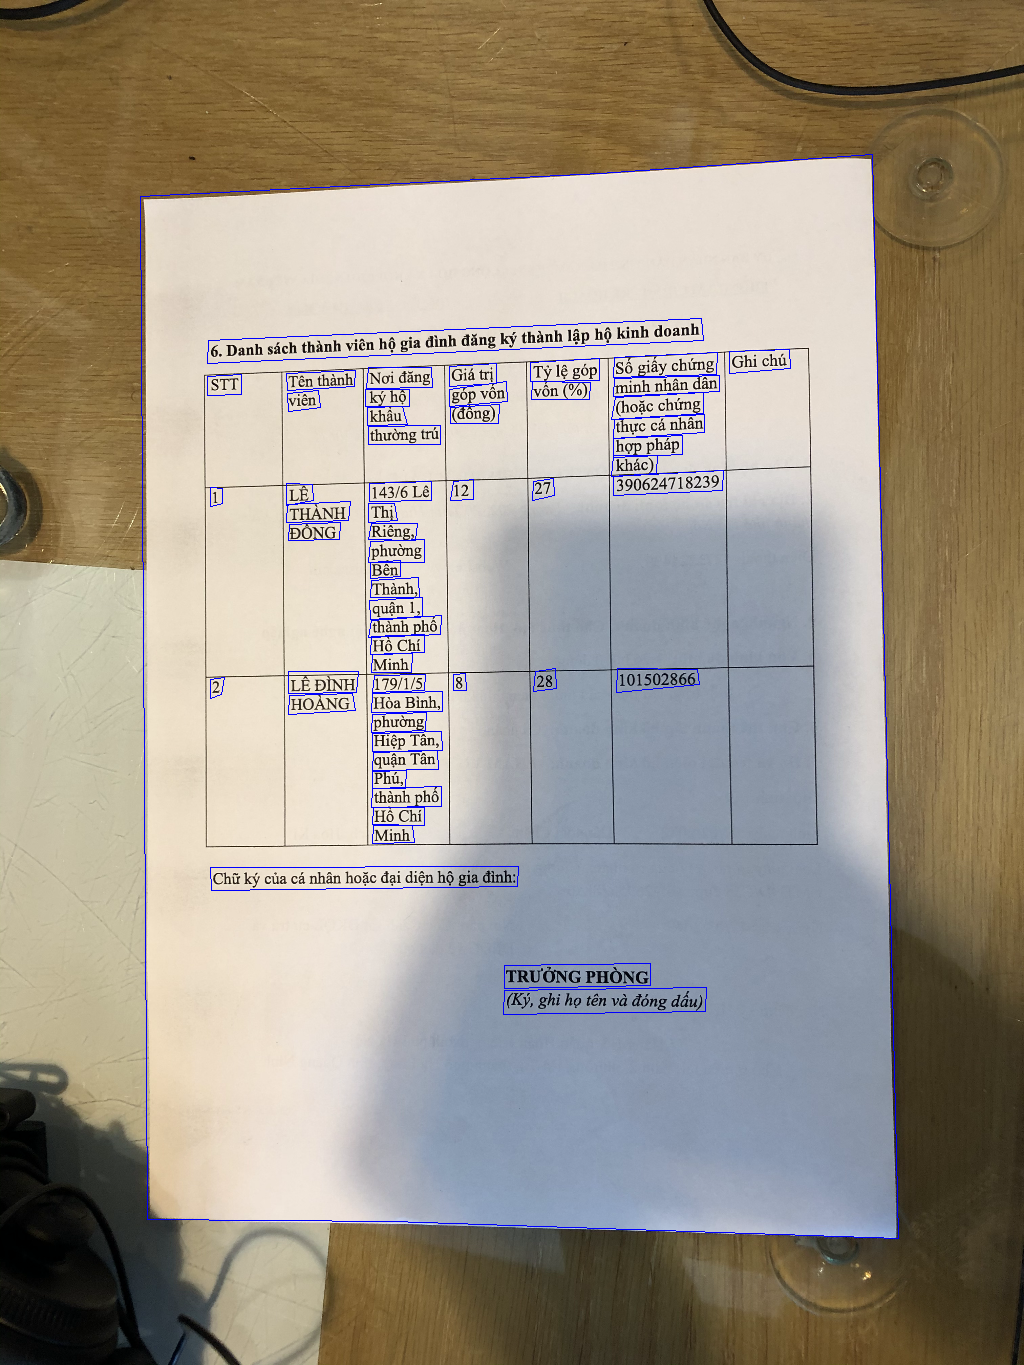 6. Danh sách thành viên hộ gia đình đăng ký thành lập hộ kinh doanh
STT
Tên thành
viên
Nơi đăng
ký hộ
khẩu
thường trú
Giá trị
góp vốn
(đồng)
Tỷ lệ góp
vốn (%)
Số giấy chứng
minh nhân dân
(hoặc chứng
thực cá nhân
hợp pháp
khác)
Ghi chú
1
LÊ
THÀNH
ĐÔNG
143/6 Lê
Thị
Riêng,
phường
Bến
Thành,
quận 1,
thành phố
Hồ Chí
Minh
12
27
390624718239
2
LÊ ĐÌNH
HOÀNG
179/1/5
Hòa Bình,
phường
Hiệp Tân,
quận Tân
Phú,
thành phố
Hồ Chí
Minh
8
28
101502866
Chữ ký của cá nhân hoặc đại diện hộ gia đình:
TRƯỞNG PHÒNG
(Ký, ghi họ tên và đóng dấu)